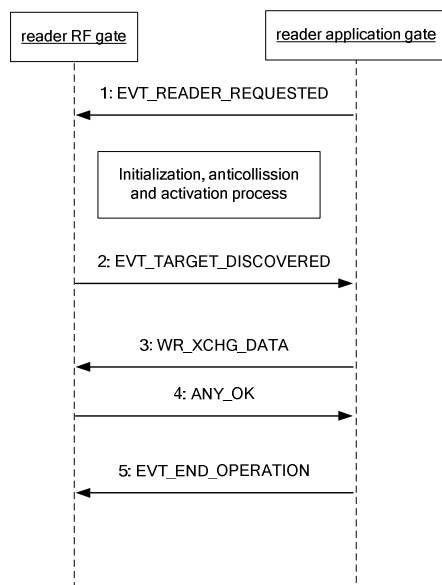 reader RF gate
reader application gate
1: EVT_READER_REQUESTED
Initialization, anticollission
and activation process
2: EVT_TARGET_DISCOVERED
3: WR_XCHG_DATA
4: ANY_OK
5: EVT_END_OPERATION